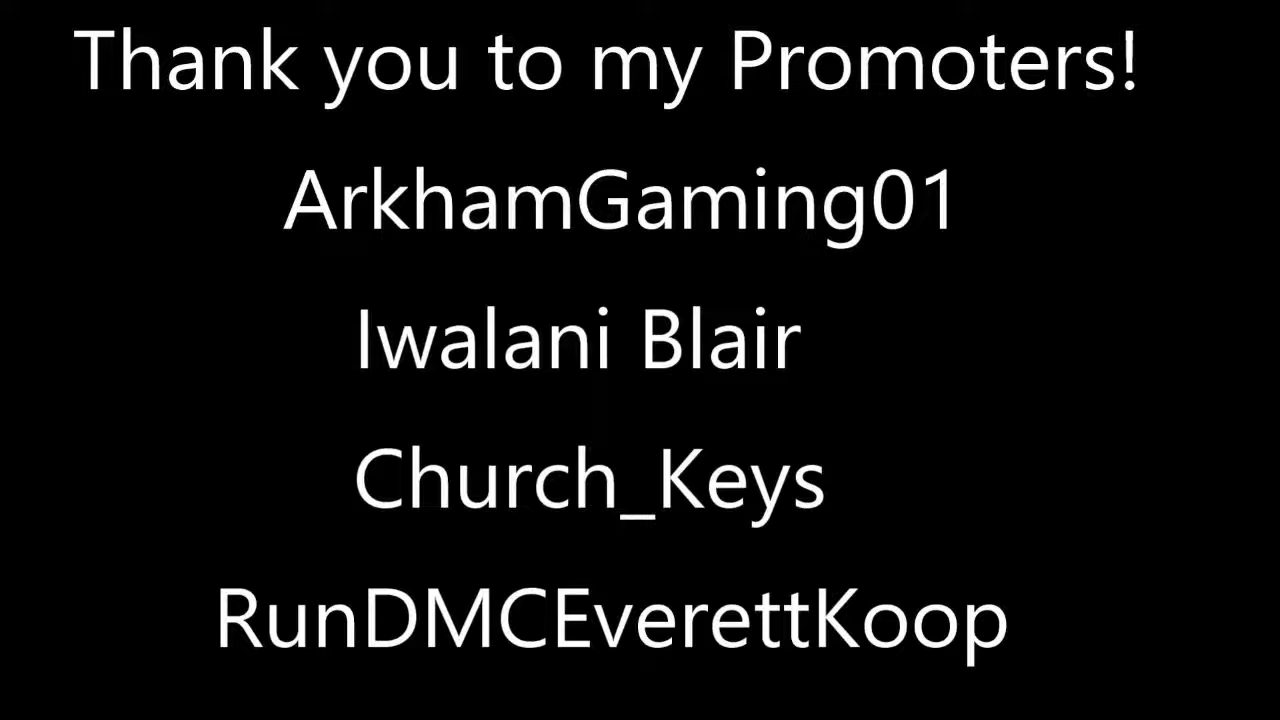 Thank you to my Promoters!
ArkhamGaming01
Iwalani Blair
Church_Keys
RunDMCEverettKoop